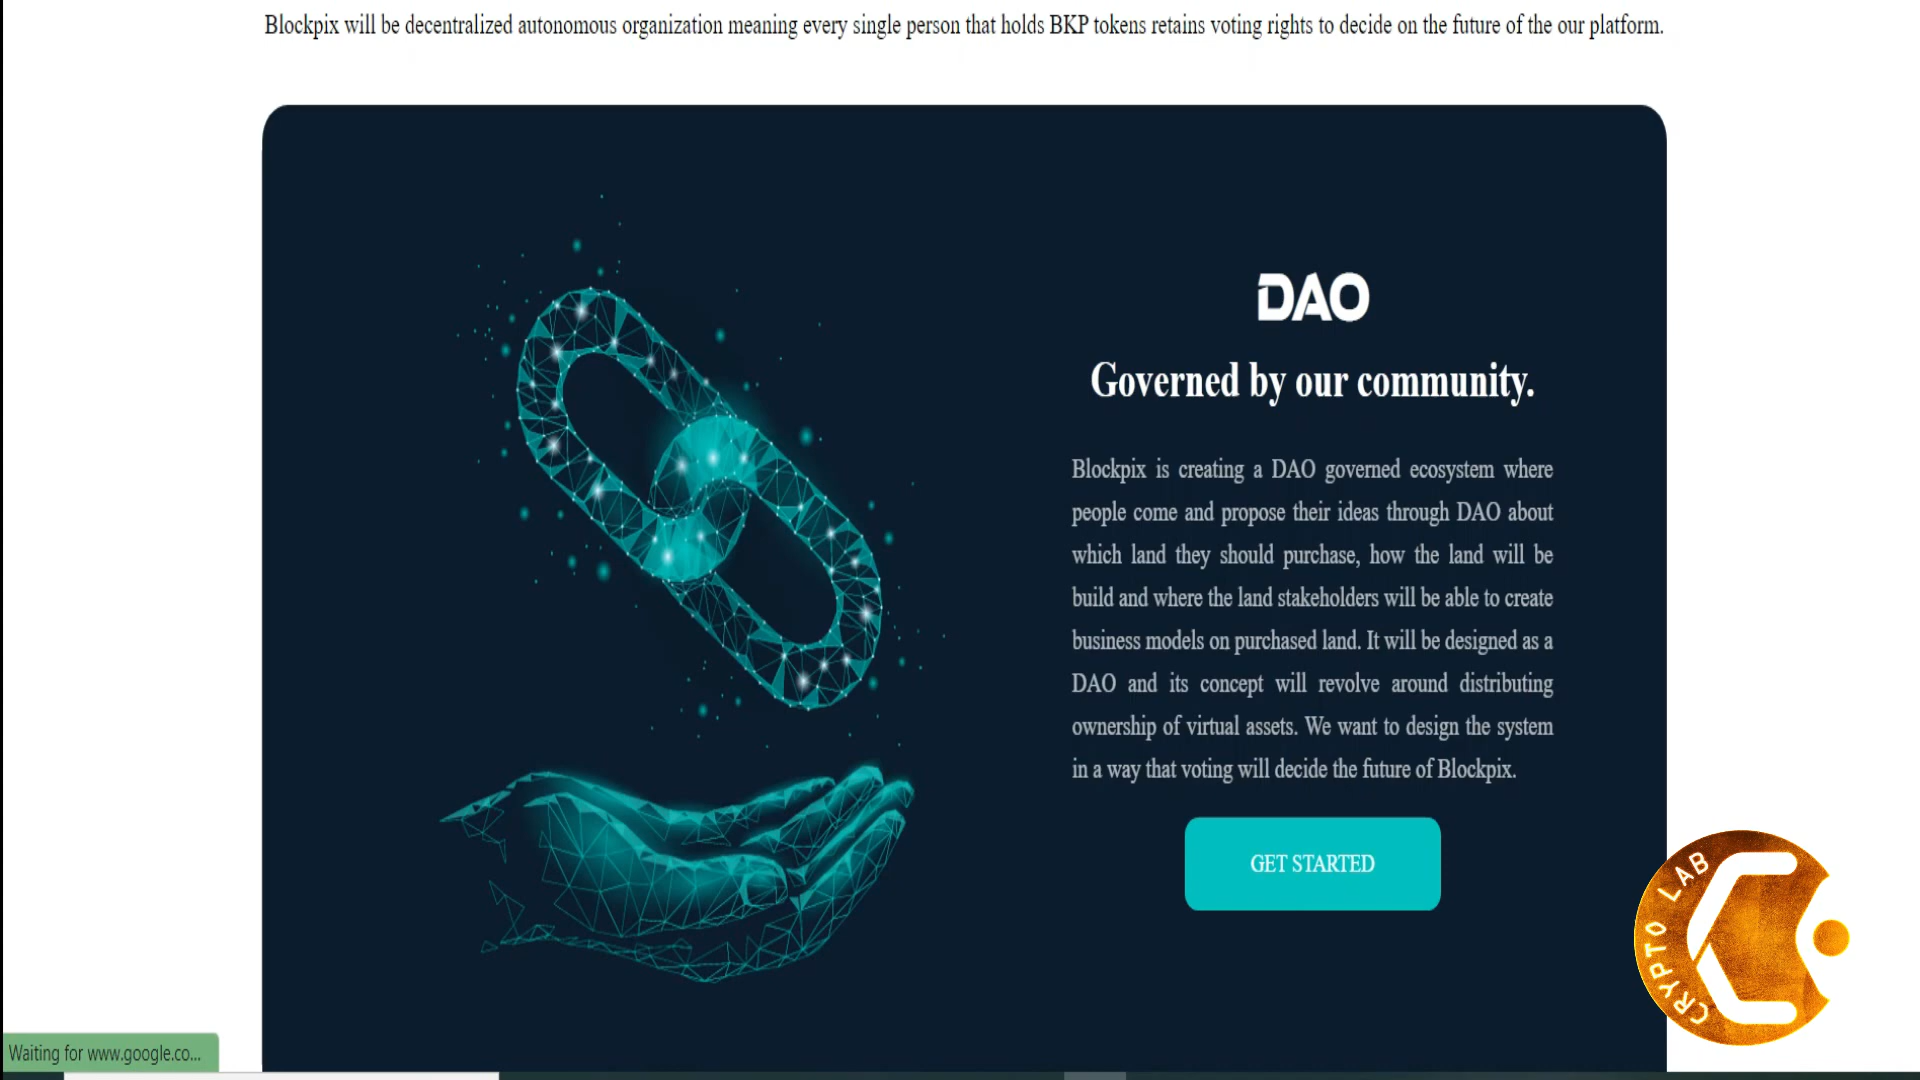 Blockpix will be decentralized autonomous organization meaning every single person that holds BKP tokens retains voting rights to decide on the future of the our platform.
DAO
Governed by our community.
Blockpix is creating a DAO governed ecosystem where
people come and propose their ideas through DAO about
which land they should purchase, how the land will be
build and where the land stakeholders will be able to create
business models on purchased land. It will be designed as a
DAO and its concept will revolve around distributing
ownership of virtual assets. We want to design the system
in a way that voting will decide the future of Blockpix.
GET STARTED
CRYPTO LAB
Waiting for www.google.co...